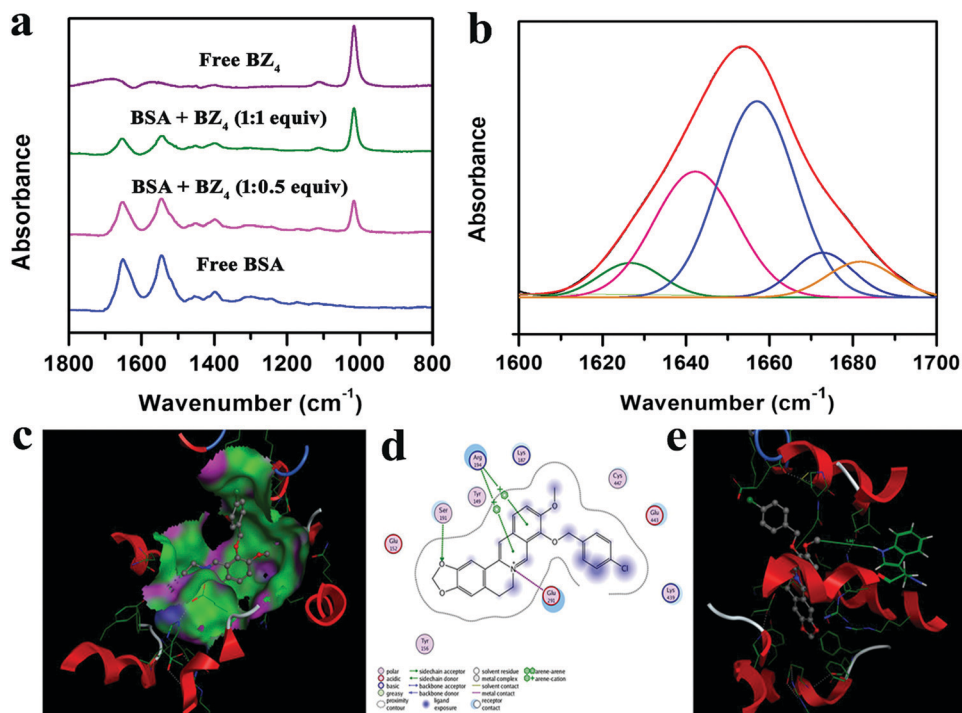 a
Free BZ4
BSA + BZ4 (1:1 equiv)
BSA + BZ4 (1:0.5 equiv)
Free BSA
Absorbance
1800 1600 1400 1200 1000 800
Wavenumber (cm-1)
b
Absorbance
1600 1620 1640 1660 1680 1700
Wavenumber (cm-1)
c
d
Arg
194
Lys
187
Tyr
149
Cys
447
Ser
191
Glu
443
Glu
152
O
O
O
O
N
+
Cl
Glu
291
Lys
439
Tyr
156
polar
acidic
basic
greasy
proximity
contour
sidechain acceptor
sidechain donor
backbone acceptor
backbone donor
ligand
exposure
solvent residue
metal complex
solvent contact
metal contact
receptor
contact
arene-arene
arene-cation
e